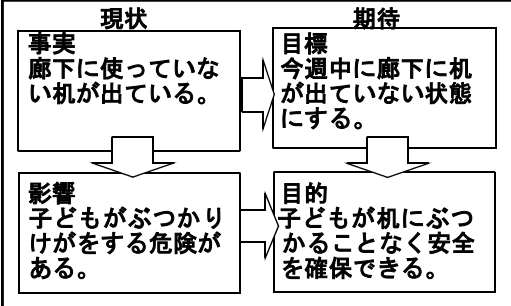 現状
期待
事実
廊下に使っていな
い机が出ている。
目標
今週中に廊下に机
が出ていない状態
にする。
影響
子どもがぶつかり
けがをする危険が
ある。
目的
子どもが机にぶつ
かることなく安全
を確保できる。